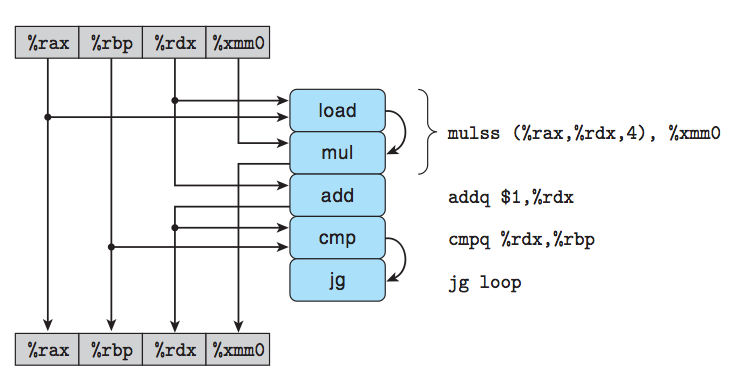 %rax %rbp %rdx %xmm0
load
mul
mulss (%rax,%rdx,4), %xmm0
add
addq $1,%rdx
cmp
cmpq %rdx,%rbp
jg
jg loop
%rax %rbp %rdx %xmm0